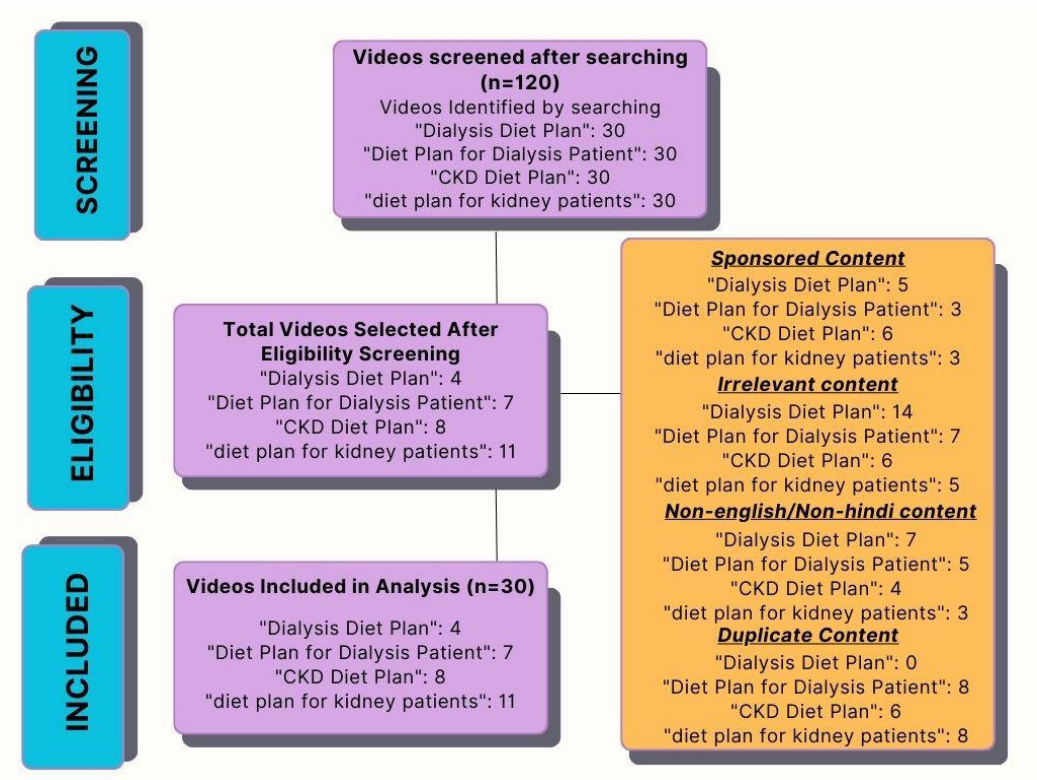 SCREENING
Videos screened after searching
(n=120)
Videos Identified by searching
"Dialysis Diet Plan": 30
"Diet Plan for Dialysis Patient": 30
"CKD Diet Plan": 30
"diet plan for kidney patients": 30
ELIGIBILITY
Total Videos Selected After
Eligibility Screening
"Dialysis Diet Plan": 4
"Diet Plan for Dialysis Patient": 7
"CKD Diet Plan": 8
"diet plan for kidney patients": 11
Sponsored Content
"Dialysis Diet Plan": 5
"Diet Plan for Dialysis Patient": 3
"CKD Diet Plan": 6
"diet plan for kidney patients": 3
Irrelevant content
"Dialysis Diet Plan": 14
"Diet Plan for Dialysis Patient": 7
"CKD Diet Plan": 6
"diet plan for kidney patients": 5
Non-english/Non-hindi content
"Dialysis Diet Plan": 7
"Diet Plan for Dialysis Patient": 5
"CKD Diet Plan": 4
"diet plan for kidney patients": 3
Duplicate Content
"Dialysis Diet Plan": 0
"Diet Plan for Dialysis Patient": 8
"CKD Diet Plan": 6
"diet plan for kidney patients": 8
INCLUDED
Videos Included in Analysis (n=30)
"Dialysis Diet Plan": 4
"Diet Plan for Dialysis Patient": 7
"CKD Diet Plan": 8
"diet plan for kidney patients": 11